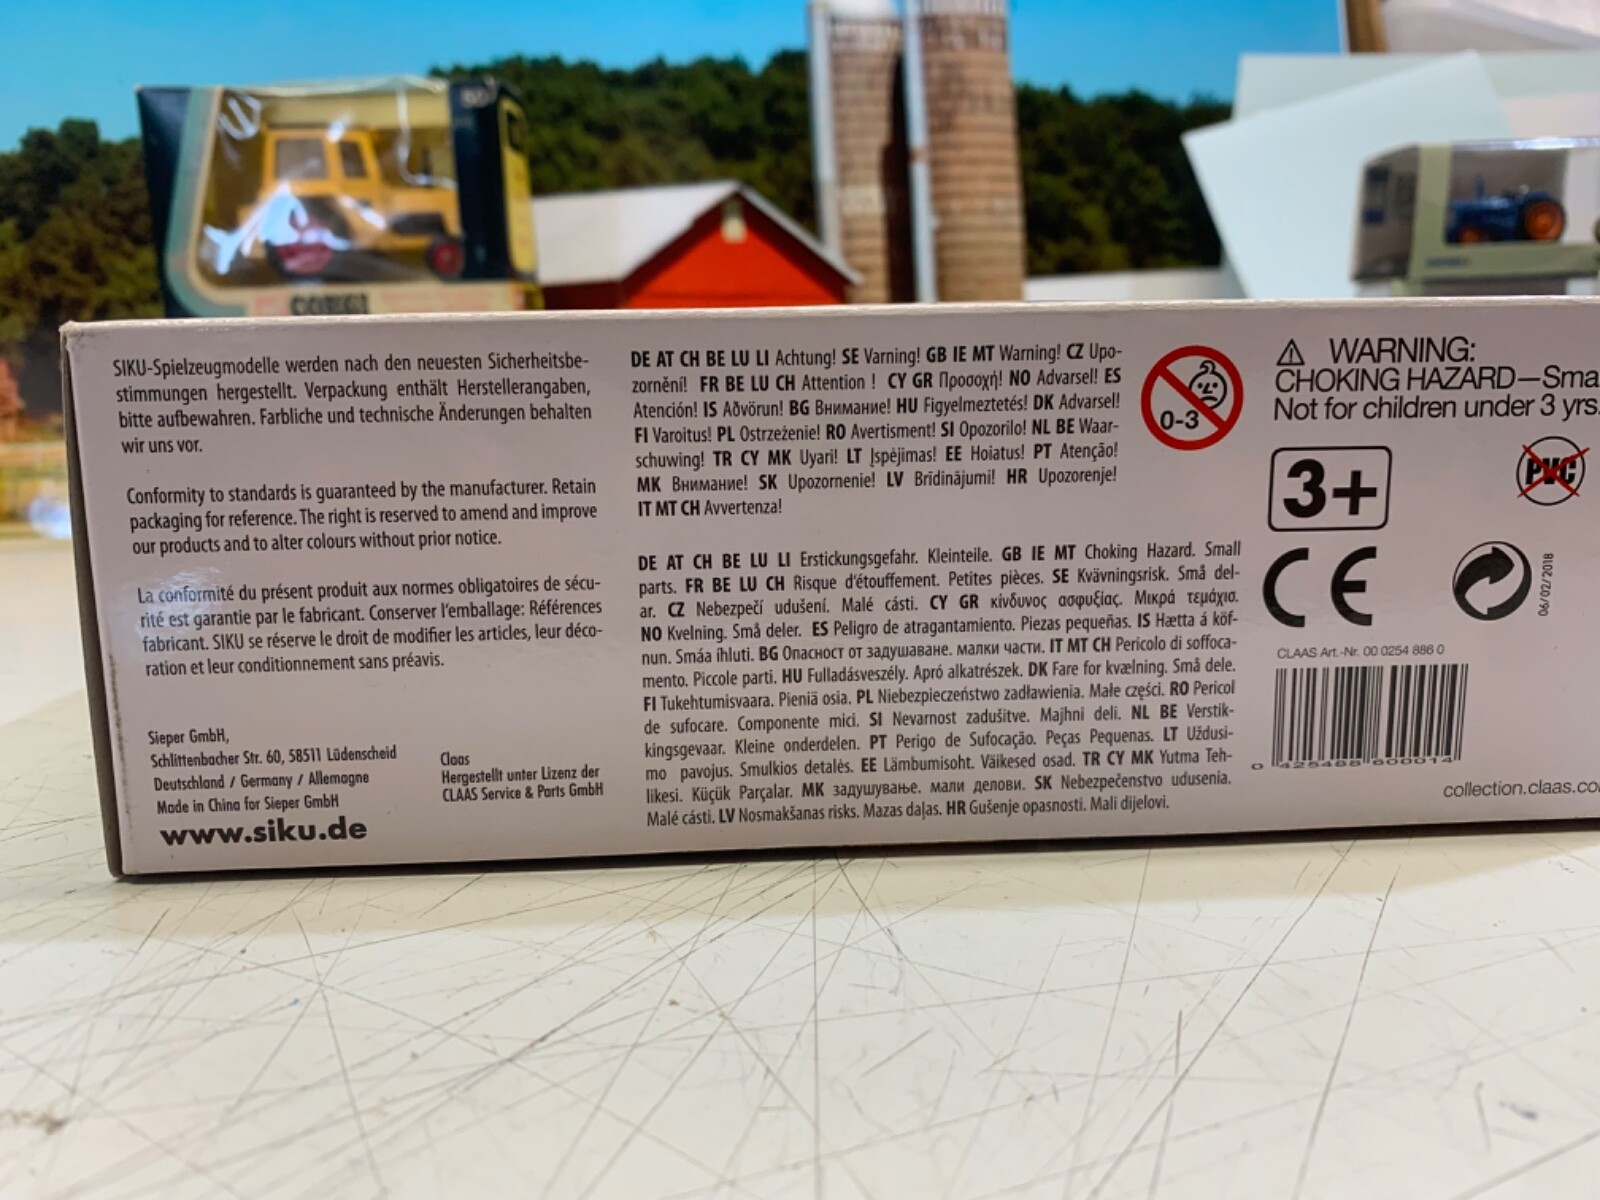 CORGI
SIKU-Spielzeugmodelle werden nach den neuesten Sicherheitsbe-
stimmungen hergestellt. Verpackung enthält Herstellerangaben,
bitte aufbewahren. Farbliche und technische Änderungen behalten
wir uns vor.
Conformity to standards is guaranteed by the manufacturer. Retain
packaging for reference. The right is reserved to amend and improve
our products and to alter colours without prior notice.
La conformité du présent produit aux normes obligatoires de sécu-
rité est garantie par le fabricant. Conserver l'emballage: Références
fabricant. SIKU se réserve le droit de modifier les articles, leur déco-
ration et leur conditionnement sans préavis.
Sieper GmbH,
Schlittenbacher Str. 60, 58511 Lüdenscheid
Deutschland / Germany / Allemagne
Made in China for Sieper GmbH
www.siku.de
Claas
Hergestellt unter Lizenz der
CLAAS Service & Parts GmbH
DE AT CH BE LU LI Achtung! SE Varning! GB IE MT Warning! CZ Upo-
zornění! FR BE LU CH Attention ! CY GR Προσοχή! NO Advarsel! ES
Atención! IS Aðvörun! BG Внимание! HU Figyelmeztetés! DK Advarsel!
FI Varoitus! PL Ostrzeżenie! RO Avertisment! SI Opozorilo! NL BE Waar-
schuwing! TR CY MK Uyari! LT Įspėjimas! EE Hoiatus! PT Atenção!
MK Внимание! SK Upozornenie! LV Brīdinājumi! HR Upozorenje!
IT MT CH Avvertenza!
DE AT CH BE LU LI Erstickungsgefahr. Kleinteile. GB IE MT Choking Hazard. Small
parts. FR BE LU CH Risque d'étouffement. Petites pièces. SE Kvävningsrisk. Små del-
ar. CZ Nebezpečí udušení. Malé cásti. CY GR κίνδυνος ασφυξίας. Μικρά τεμάχια.
NO Kvelning. Små deler. ES Peligro de atragantamiento. Piezas pequeñas. IS Hætta á köf-
nun. Smáa íhluti. BG Опасност от задушаване. малки части. IT MT CH Pericolo di soffoca-
mento. Piccole parti. HU Fulladásveszély. Apró alkatrészek. DK Fare for kvælning. Små dele.
FI Tukehtumisvaara. Pieniä osia. PL Niebezpieczeństwo zadławienia. Małe części. RO Pericol
de sufocare. Componente mici. SI Nevarnost zadušitve. Majhni deli. NL BE Verstik-
kingsgevaar. Kleine onderdelen. PT Perigo de Sufocação. Peças Pequenas. LT Uždusi-
mo pavojus. Smulkios detalės. EE Lämbumisoht. Väikesed osad. TR CY MK Yutma Teh-
likesi. Küçük Parçalar. MK задушување. мали делови. SK Nebezpečenstvo udusenia.
Malé cásti. LV Nosmakšanas risks. Mazas daļas. HR Gušenje opasnosti. Mali dijelovi.
0-3
WARNING:
CHOKING HAZARD—Sma
Not for children under 3 yrs.
3+
PVC
CE
06/02/2018
CLAAS Art.-Nr. 00 0254 886 0
0 425488 600014
collection.claas.co